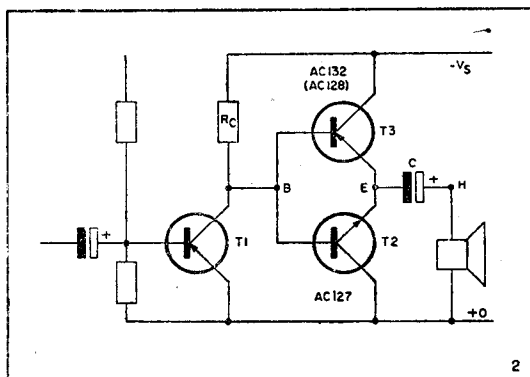 AC132
(AC128)
-Vs
RC
T3
C
+
B
E
H
+
T1
T2
AC127
+0
2